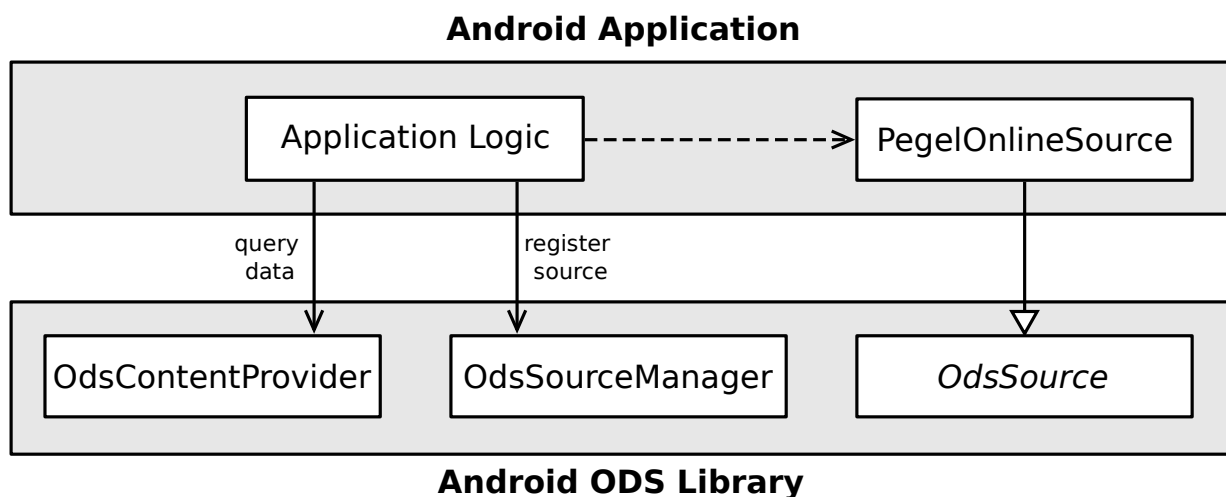 Android Application
Application Logic
PegelOnlineSource
query
data
register
source
OdsContentProvider
OdsSourceManager
OdsSource
Android ODS Library